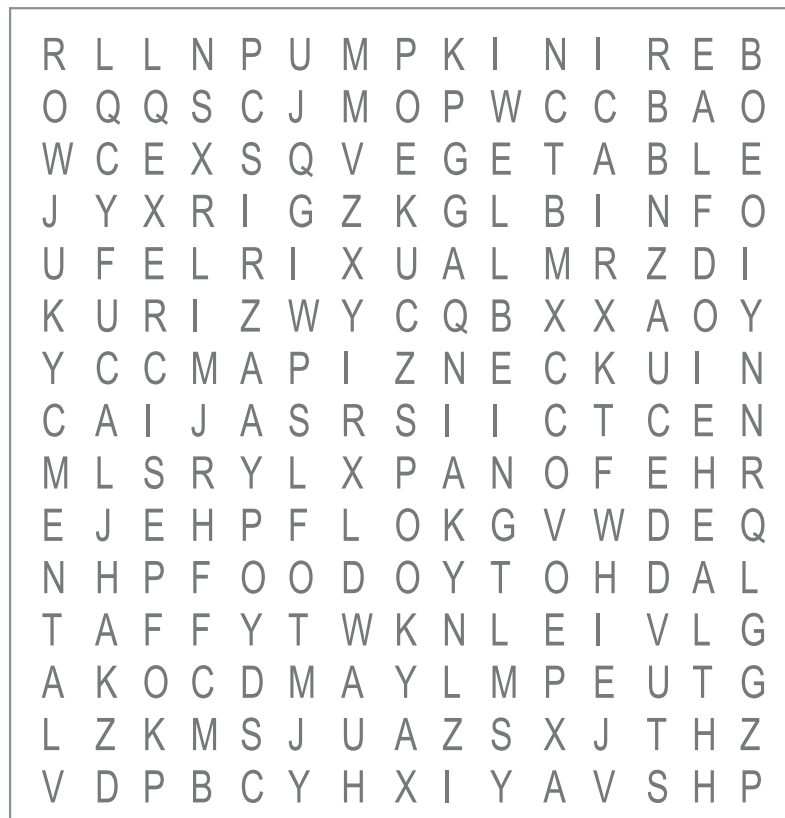 R L L N P U M P K I N I R E B
O Q Q S C J M O P W C C B A O
W C E X S Q V E G E T A B L E
J Y X R I G Z K G L B I N F O
U F E L R I X U A L M R Z D I
K U R I Z W Y C Q B X X A O Y
Y C C M A P I Z N E C K U I N
C A I J A S R S I I C T C E N
M L S R Y L X P A N O F E H R
E J E H P F L O K G V W D E Q
N H P F O O D O Y T O H D A L
T A F F Y T W K N L E I V L G
A K O C D M A Y L M P E U T G
L Z K M S J U A Z S X J T H Z
V D P B C Y H X I Y A V S H P